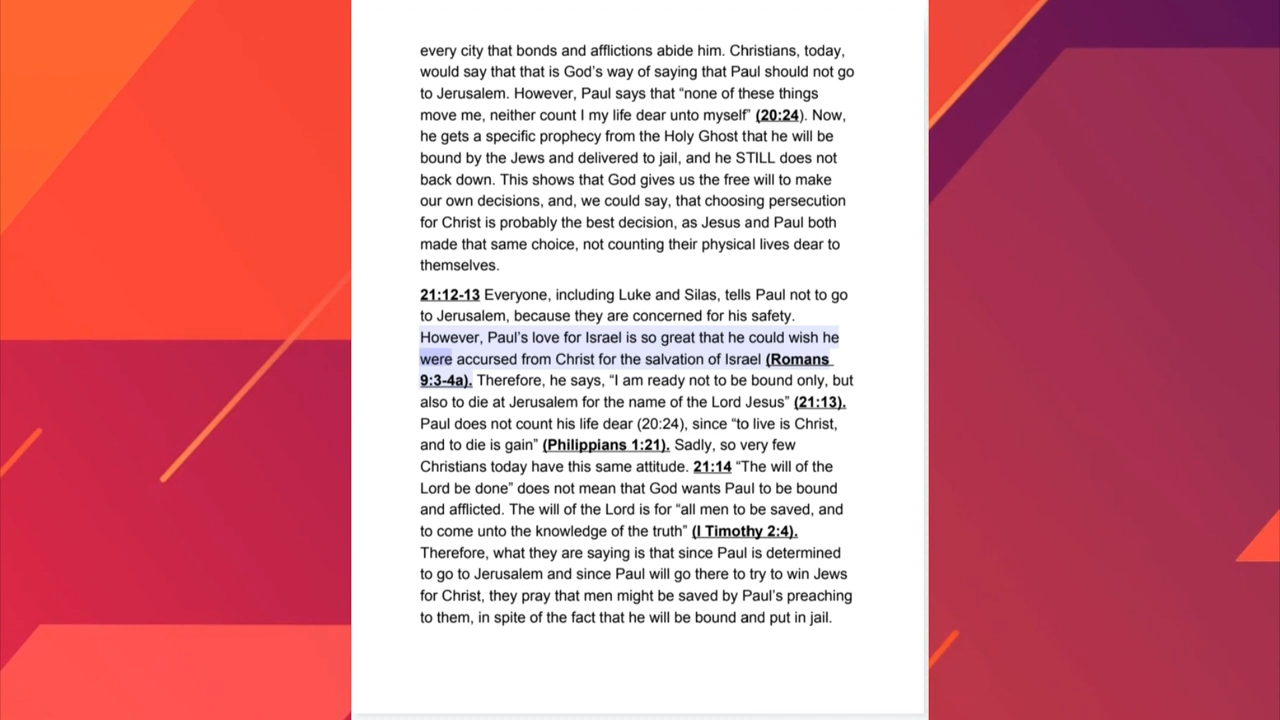 every city that bonds and afflictions abide him. Christians, today,
would say that that is God's way of saying that Paul should not go
to Jerusalem. However, Paul says that “none of these things
move me, neither count I my life dear unto myself” (20:24). Now,
he gets a specific prophecy from the Holy Ghost that he will be
bound by the Jews and delivered to jail, and he STILL does not
back down. This shows that God gives us the free will to make
our own decisions, and, we could say, that choosing persecution
for Christ is probably the best decision, as Jesus and Paul both
made that same choice, not counting their physical lives dear to
themselves.
21:12-13 Everyone, including Luke and Silas, tells Paul not to go
to Jerusalem, because they are concerned for his safety.
However, Paul's love for Israel is so great that he could wish he
were accursed from Christ for the salvation of Israel (Romans
9:3-4a). Therefore, he says, “I am ready not to be bound only, but
also to die at Jerusalem for the name of the Lord Jesus” (21:13).
Paul does not count his life dear (20:24), since “to live is Christ,
and to die is gain” (Philippians 1:21). Sadly, so very few
Christians today have this same attitude. 21:14 “The will of the
Lord be done” does not mean that God wants Paul to be bound
and afflicted. The will of the Lord is for “all men to be saved, and
to come unto the knowledge of the truth” (I Timothy 2:4).
Therefore, what they are saying is that since Paul is determined
to go to Jerusalem and since Paul will go there to try to win Jews
for Christ, they pray that men might be saved by Paul's preaching
to them, in spite of the fact that he will be bound and put in jail.